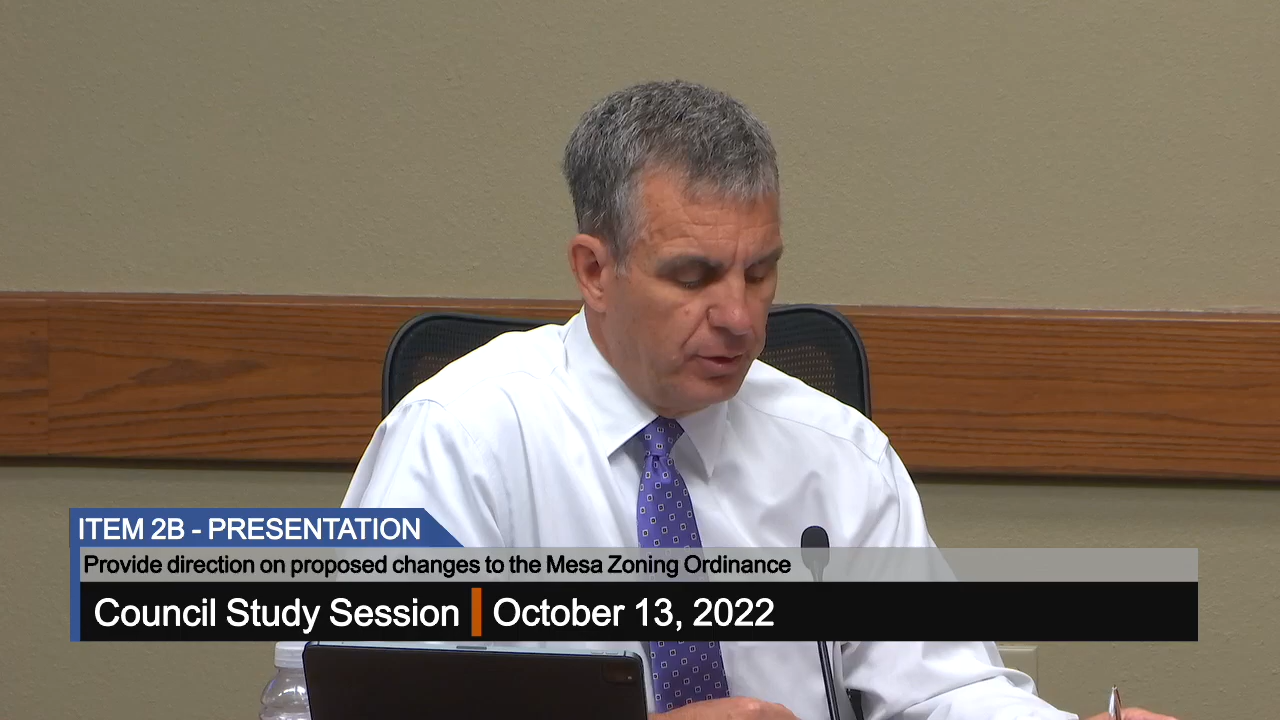 ITEM 2B - PRESENTATION
Provide direction on proposed changes to the Mesa Zoning Ordinance
Council Study Session | October 13, 2022